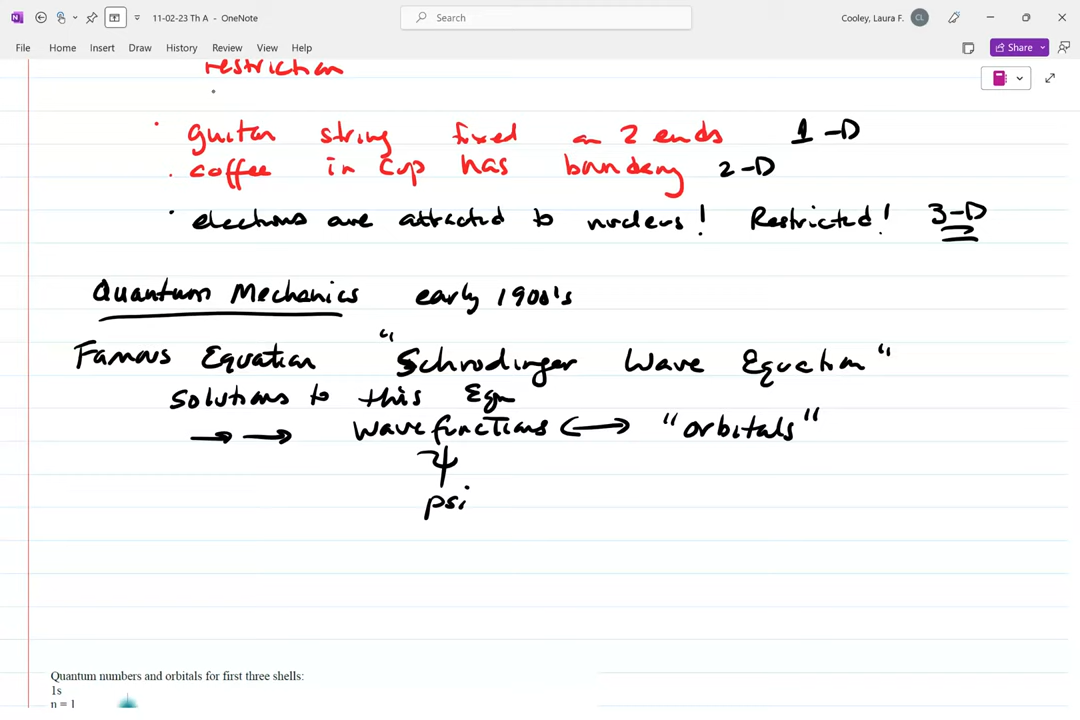 11-02-23 Th A - OneNote
Search
Cooley, Laura F.
CL
File Home Insert Draw History Review View Help
Share
restriction
· guitar string fixed on 2 ends 1-D
· coffee in cup has boundary 2-D
· electrons are attracted to nucleus! Restricted! 3-D
Quantum Mechanics early 1900's
Famous Equation "Schrodinger Wave Equation"
Solutions to this Eqn
→ → wavefunctions ↔ "orbitals"
Ψ
psi
Quantum numbers and orbitals for first three shells:
1s
n = 1